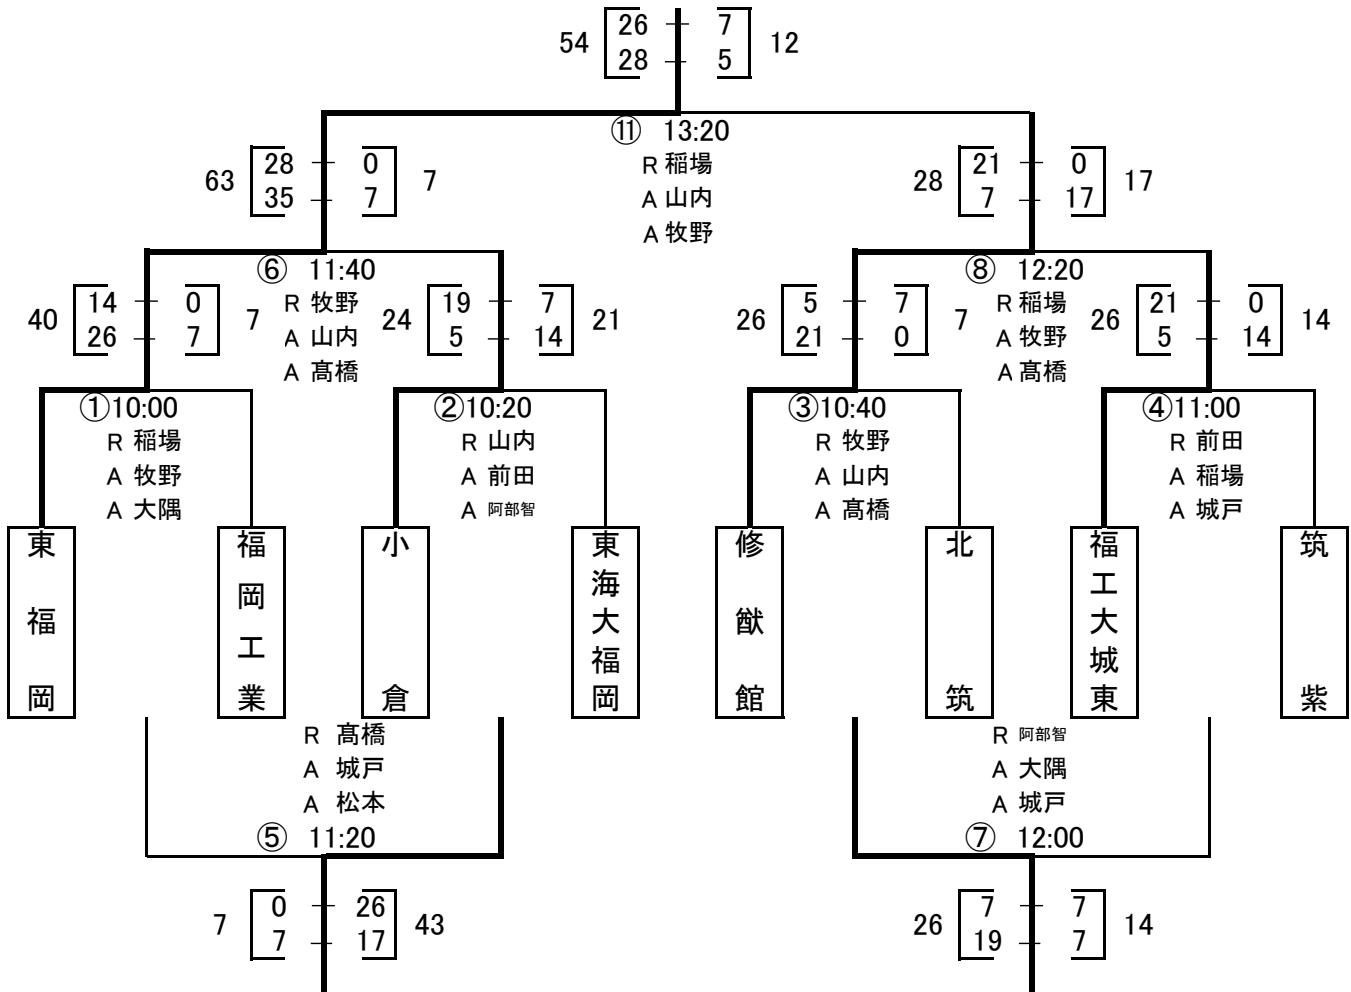 54 26 7 12
28 5
⑪ 13:20
R 稲場
A 山内
A 牧野
63 28 0 7
35 7
28 21 0 17
7 17
⑥ 11:40
R 牧野
A 山内
A 髙橋
⑧ 12:20
R 稲場
A 牧野
A 髙橋
40 14 0 7
26 7
24 19 7 21
5 14
26 5 7 7
21 0
26 21 0 14
5 14
①10:00
R 稲場
A 牧野
A 大隅
②10:20
R 山内
A 前田
A 阿部智
③10:40
R 牧野
A 山内
A 髙橋
④11:00
R 前田
A 稲場
A 城戸
東福岡
福岡工業
小倉
東海大福岡
修猷館
北筑
福工大城東
筑紫
R 髙橋
A 城戸
A 松本
⑤ 11:20
R 阿部智
A 大隅
A 城戸
⑦ 12:00
7 0 26 43
7 17
26 7 7 14
19 7